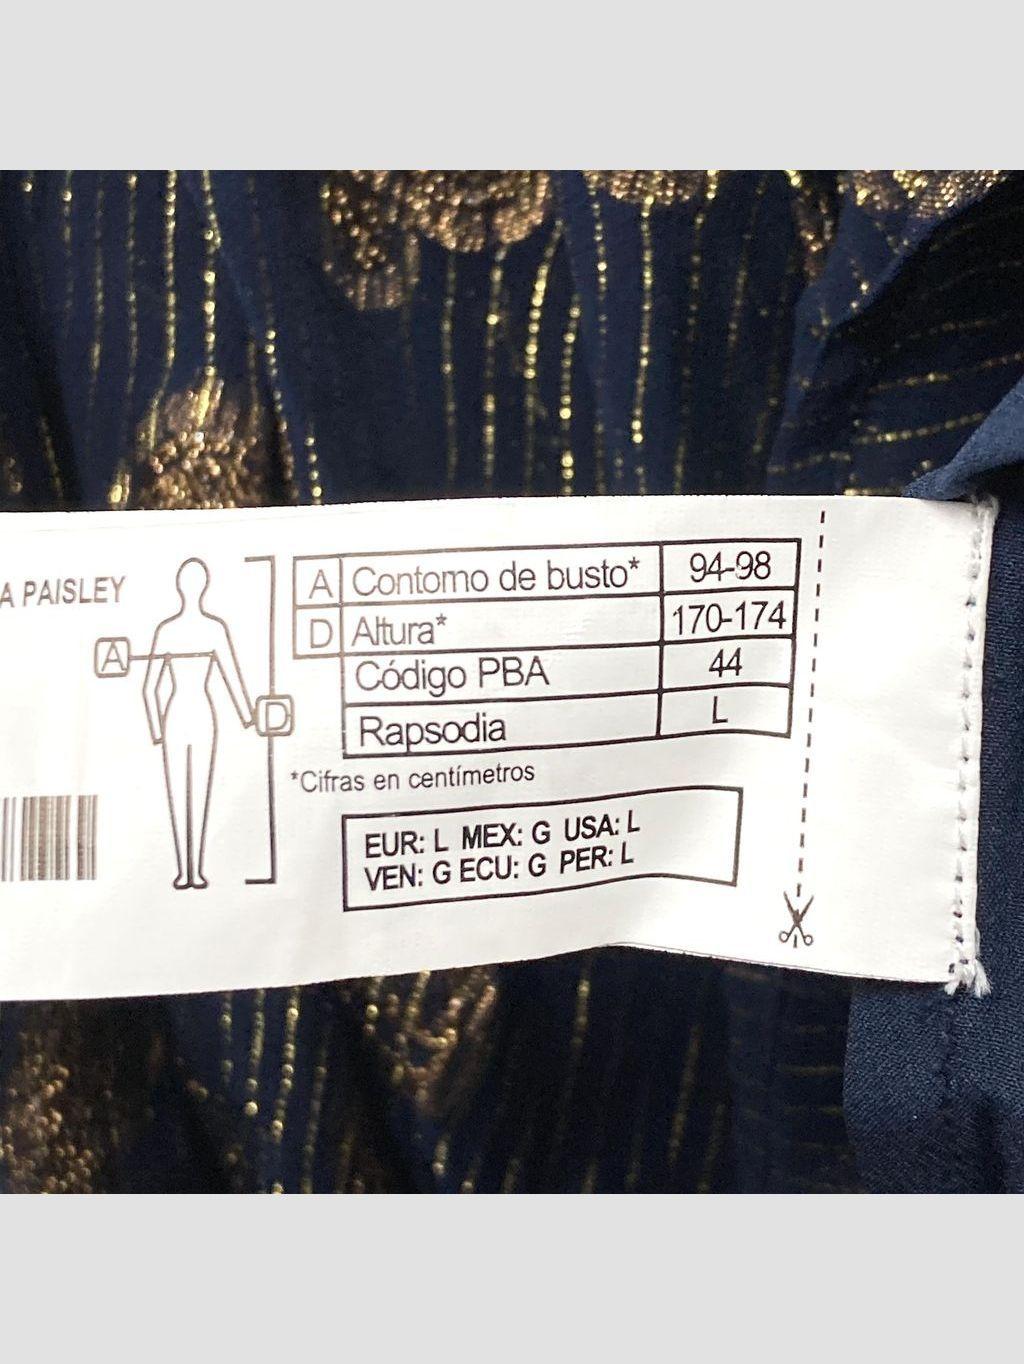 A PAISLEY
A
D
A Contorno de busto* 94-98
D Altura* 170-174
Código PBA 44
Rapsodia L
*Cifras en centímetros
EUR: L MEX: G USA: L
VEN: G ECU: G PER: L